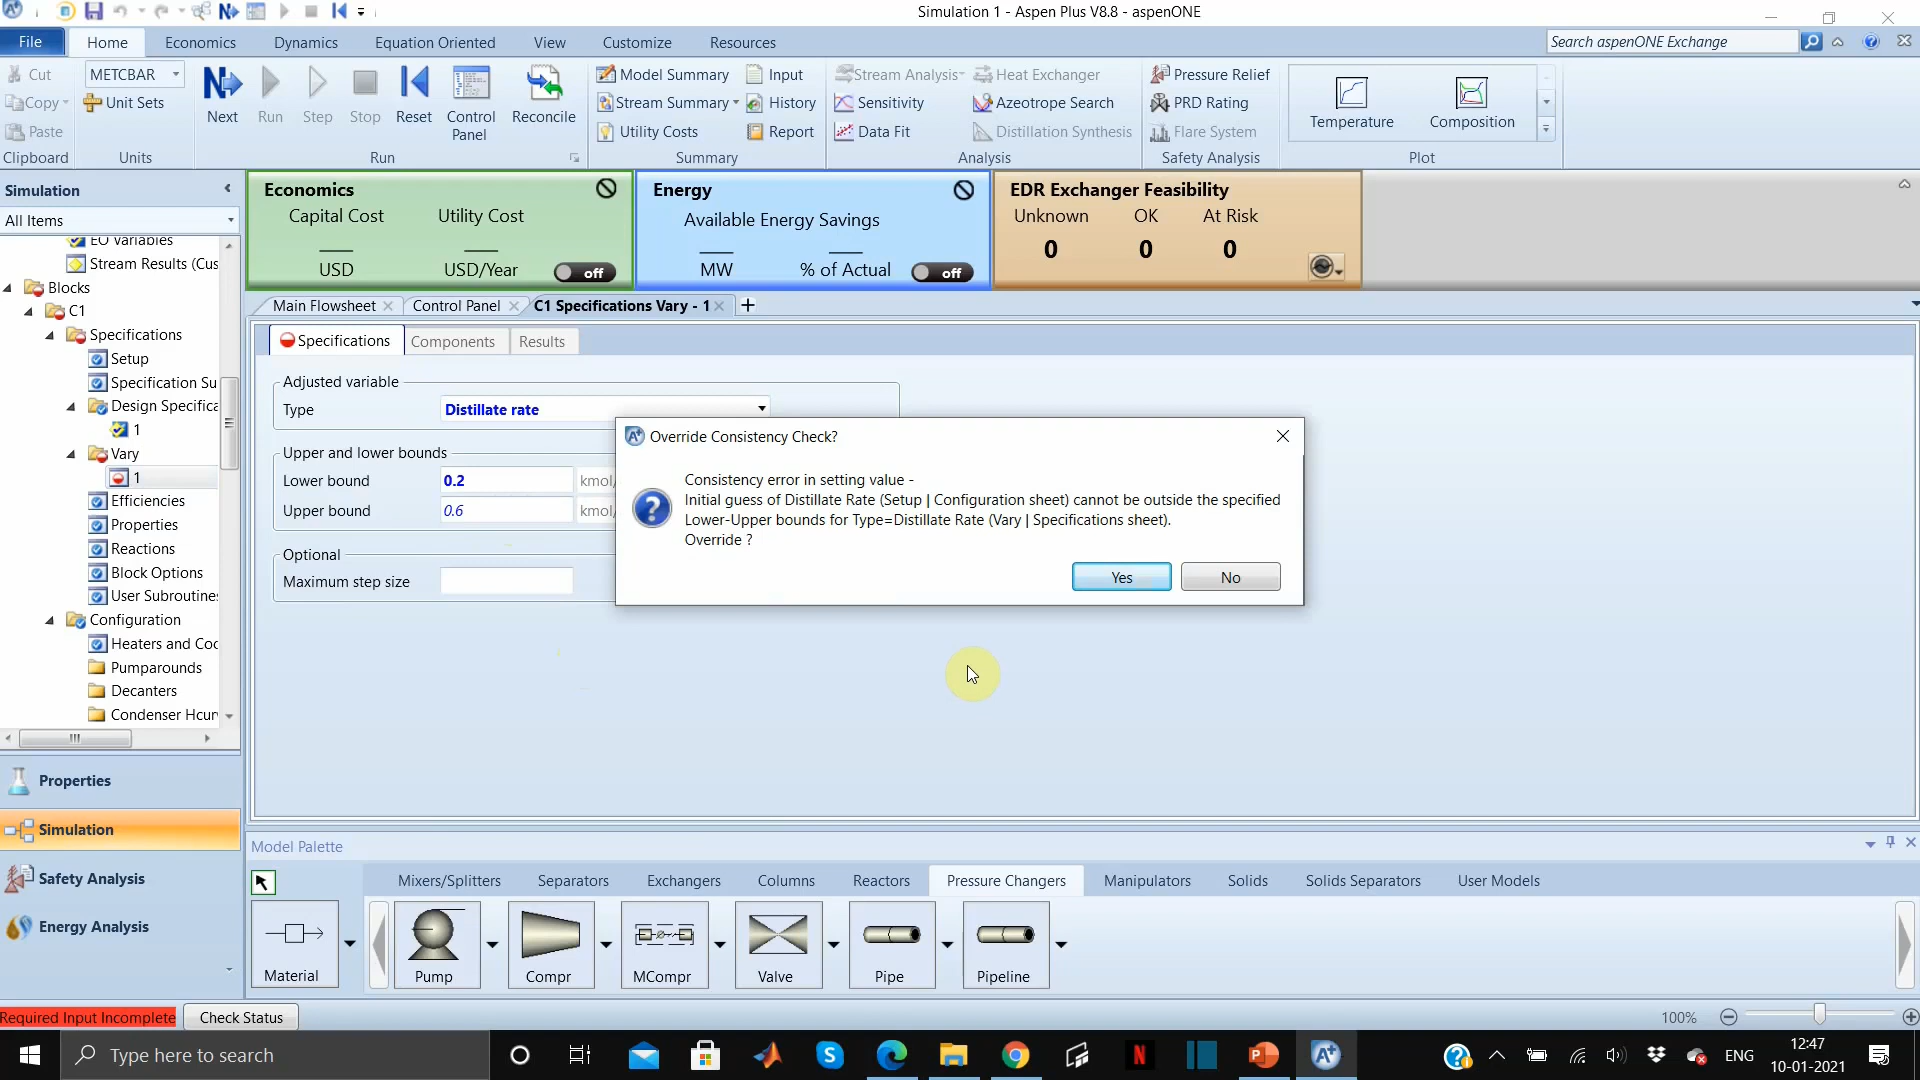 Simulation 1 - Aspen Plus V8.8 - aspenONE
File Home Economics Dynamics Equation Oriented View Customize Resources Search aspenONE Exchange
Cut METCBAR Model Summary Input Stream Analysis Heat Exchanger Pressure Relief
Copy Unit Sets Next Run Step Stop Reset Control Panel Reconcile Stream Summary History Sensitivity Azeotrope Search PRD Rating Temperature Composition
Paste Utility Costs Report Data Fit Distillation Synthesis Flare System
Clipboard Units Run Summary Analysis Safety Analysis Plot
Simulation
All Items
Economics
Capital Cost Utility Cost
USD USD/Year off
Energy
Available Energy Savings
MW % of Actual off
EDR Exchanger Feasibility
Unknown OK At Risk
0 0 0
EO Variables
Stream Results (Cus
Blocks
C1
Specifications
Setup
Specification Su
Design Specifica
1
Vary
1
Efficiencies
Properties
Reactions
Block Options
User Subroutine
Configuration
Heaters and Coo
Pumparounds
Decanters
Condenser Hcur
Properties
Simulation
Safety Analysis
Energy Analysis
Main Flowsheet Control Panel C1 Specifications Vary - 1
Specifications Components Results
Adjusted variable
Type Distillate rate
Upper and lower bounds
Lower bound 0.2 kmol/
Upper bound 0.6 kmol/
Optional
Maximum step size
Override Consistency Check?
Consistency error in setting value -
Initial guess of Distillate Rate (Setup | Configuration sheet) cannot be outside the specified
Lower-Upper bounds for Type=Distillate Rate (Vary | Specifications sheet).
Override ?
Yes No
Model Palette
Mixers/Splitters Separators Exchangers Columns Reactors Pressure Changers Manipulators Solids Solids Separators User Models
Material Pump Compr MCompr Valve Pipe Pipeline
Required Input Incomplete Check Status 100%
Type here to search ENG 12:47
10-01-2021